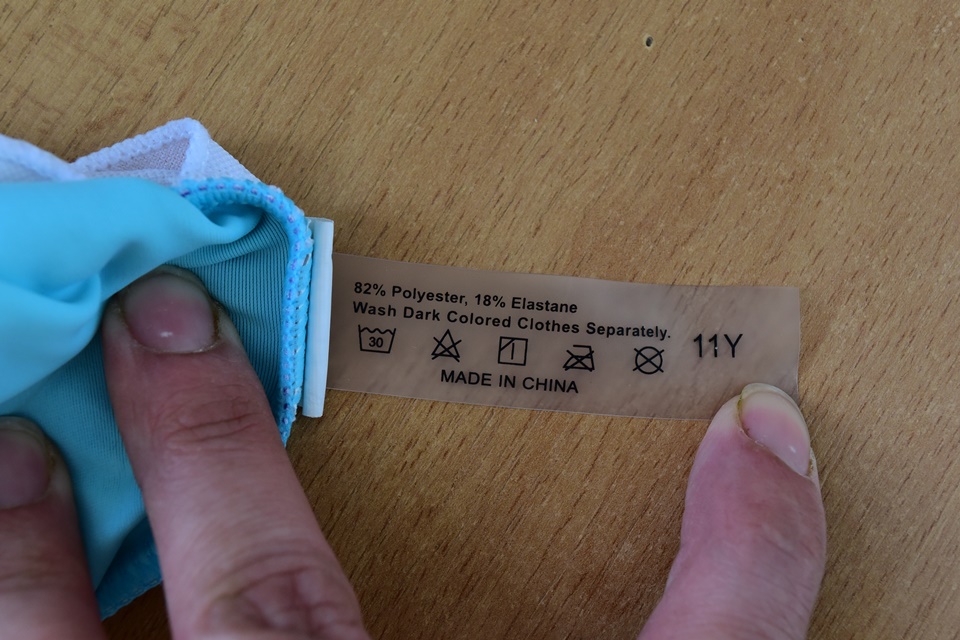 82% Polyester, 18% Elastane
Wash Dark Colored Clothes Separately.
30
11Y
MADE IN CHINA